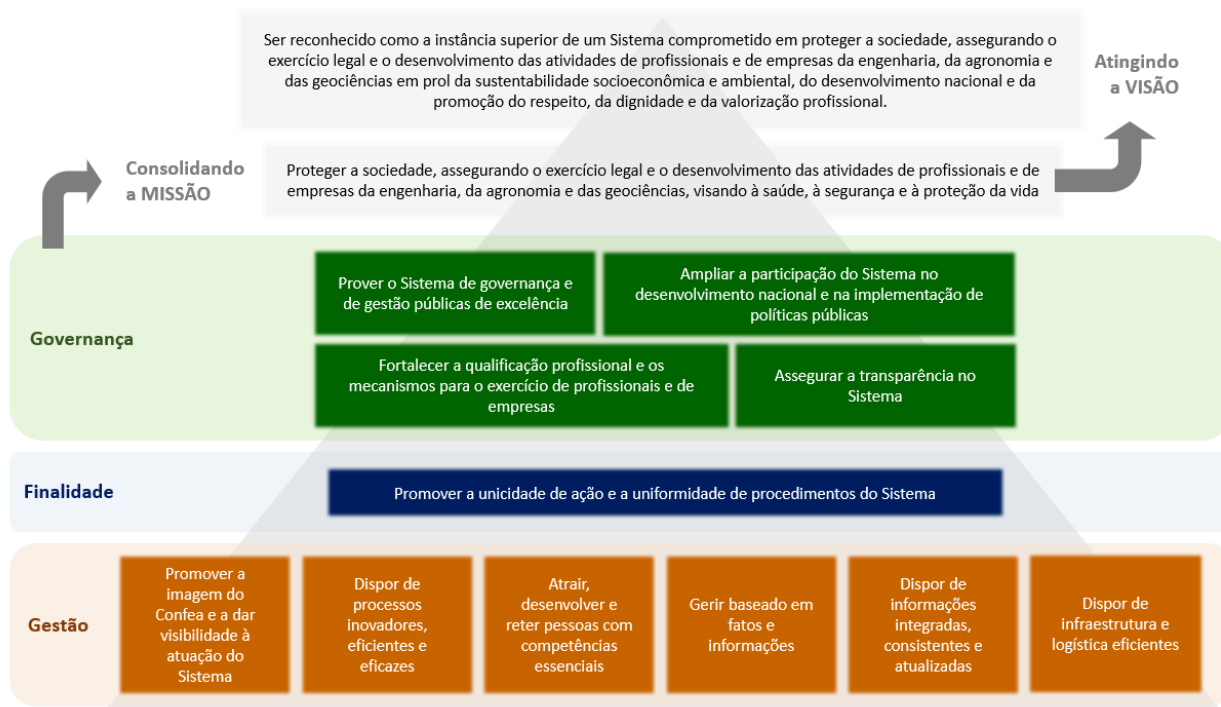 Ser reconhecido como a instância superior de um Sistema comprometido em proteger a sociedade, assegurando o
exercício legal e o desenvolvimento das atividades de profissionais e de empresas da engenharia, da agronomia e
das geociências em prol da sustentabilidade socioeconômica e ambiental, do desenvolvimento nacional e da
promoção do respeito, da dignidade e da valorização profissional.
Atingindo
a VISÃO
Consolidando
a MISSÃO
Proteger a sociedade, assegurando o exercício legal e o desenvolvimento das atividades de profissionais e de
empresas da engenharia, da agronomia e das geociências, visando à saúde, à segurança e à proteção da vida
Governança
Prover o Sistema de governança e
de gestão públicas de excelência
Ampliar a participação do Sistema no
desenvolvimento nacional e na implementação de
políticas públicas
Fortalecer a qualificação profissional e os
mecanismos para o exercício de profissionais e de
empresas
Assegurar a transparência no
Sistema
Finalidade
Promover a unicidade de ação e a uniformidade de procedimentos do Sistema
Gestão
Promover a
imagem do
Confea e a dar
visibilidade à
atuação do
Sistema
Dispor de
processos
inovadores,
eficientes e
eficazes
Atrair,
desenvolver e
reter pessoas com
competências
essenciais
Gerir baseado em
fatos e
informações
Dispor de
informações
integradas,
consistentes e
atualizadas
Dispor de
infraestrutura e
logística eficientes